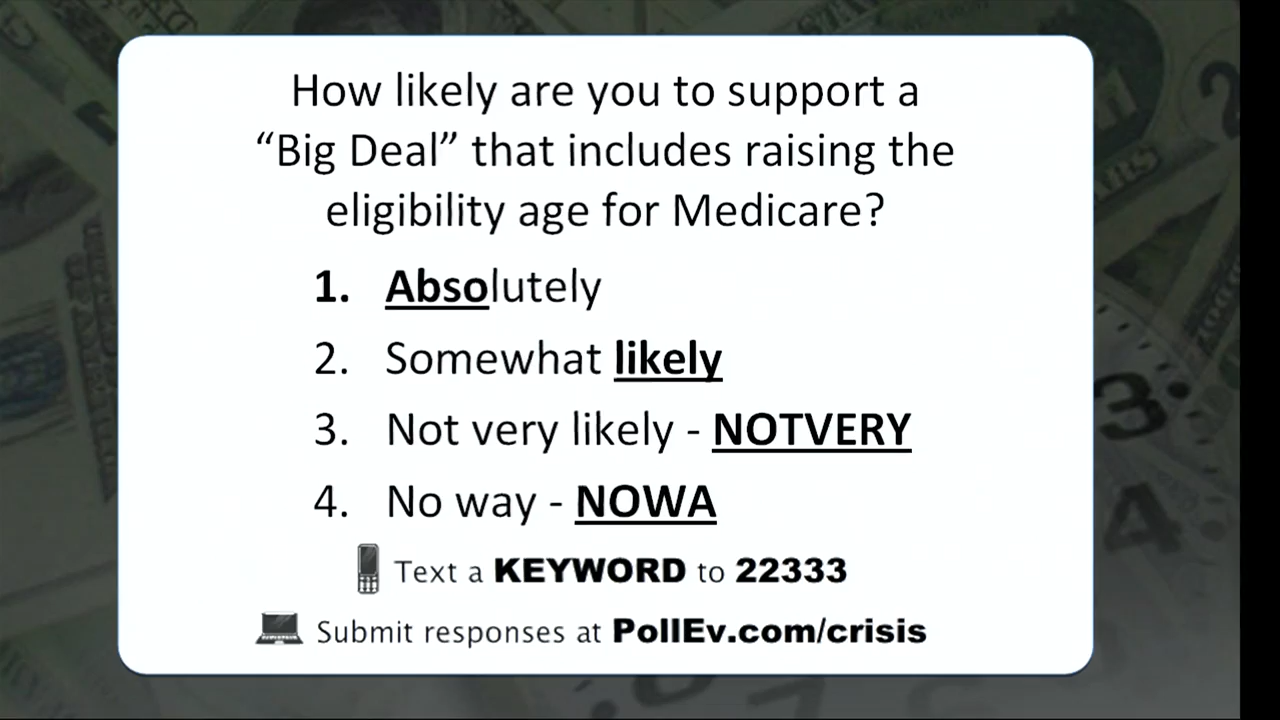 How likely are you to support a
“Big Deal” that includes raising the
eligibility age for Medicare?
1. Absolutely
2. Somewhat likely
3. Not very likely - NOTVERY
4. No way - NOWA
Text a KEYWORD to 22333
Submit responses at PollEv.com/crisis